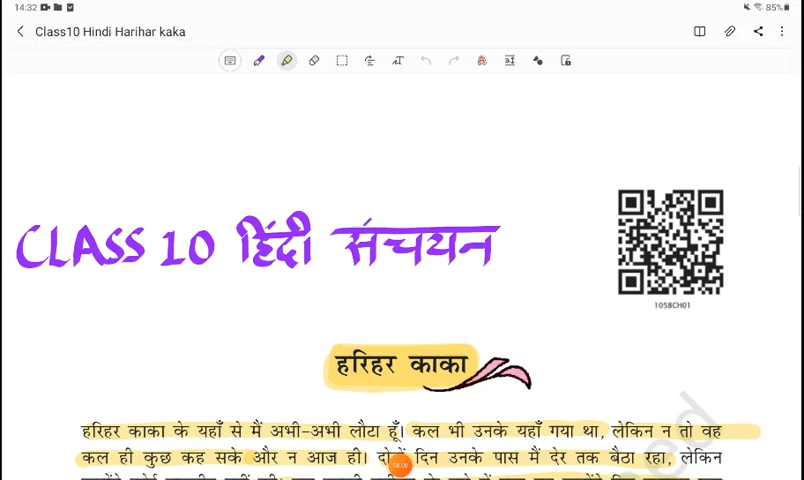 14:32
85%
Class10 Hindi Harihar kaka
CLASS 10 हिंदी संचयन
1058CH01
हरिहर काका
हरिहर काका के यहाँ से मैं अभी-अभी लौटा हूँ। कल भी उनके यहाँ गया था, लेकिन न तो वह
कल ही कुछ कह सके और न आज ही। दोनों दिन उनके पास मैं देर तक बैठा रहा, लेकिन